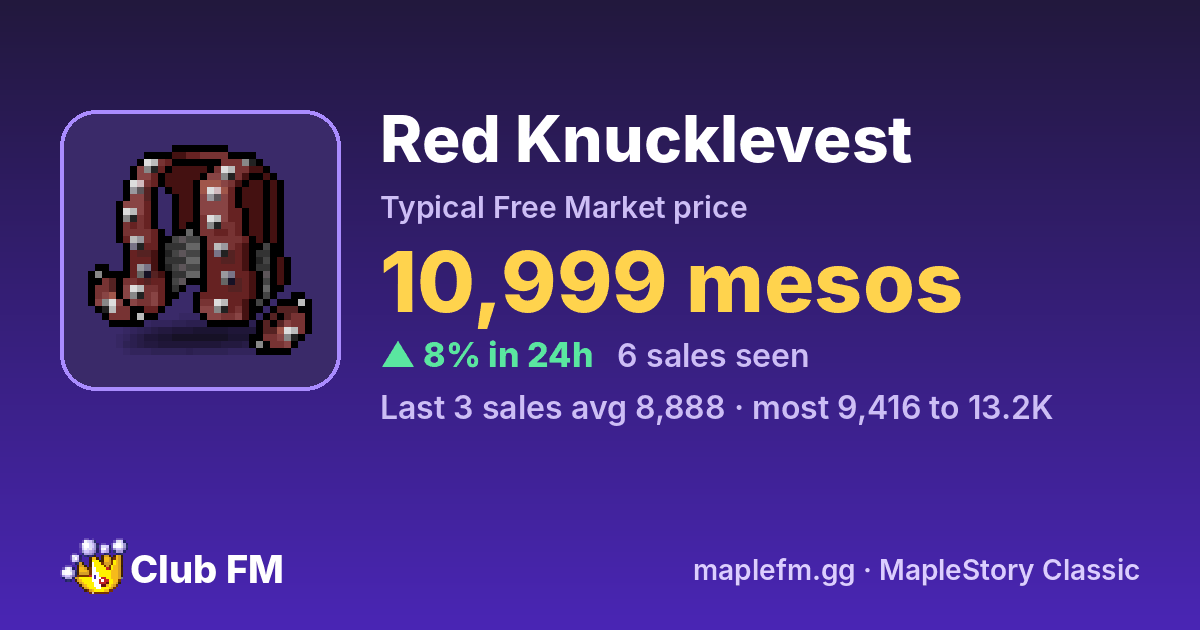 Red Knucklevest
Typical Free Market price
10,999 mesos
▲ 8% in 24h 6 sales seen
Last 3 sales avg 8,888 · most 9,416 to 13.2K
Club FM
maplefm.gg · MapleStory Classic